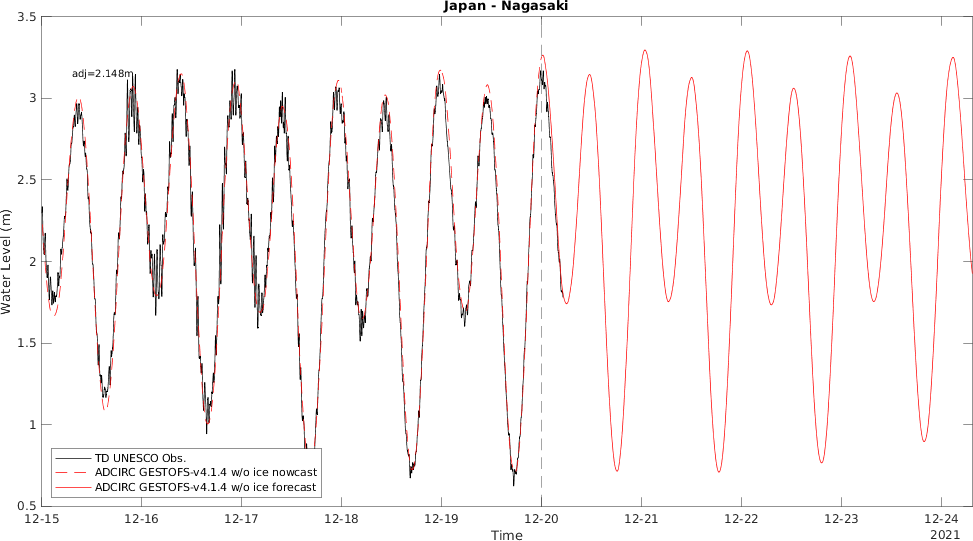 Japan - Nagasaki
3.5
adj=2.148m
3
2.5
2
1.5
1
0.5
Water Level (m)
TD UNESCO Obs.
ADCIRC GESTOFS-v4.1.4 w/o ice nowcast
ADCIRC GESTOFS-v4.1.4 w/o ice forecast
12-15 12-16 12-17 12-18 12-19 12-20 12-21 12-22 12-23 12-24
Time
2021